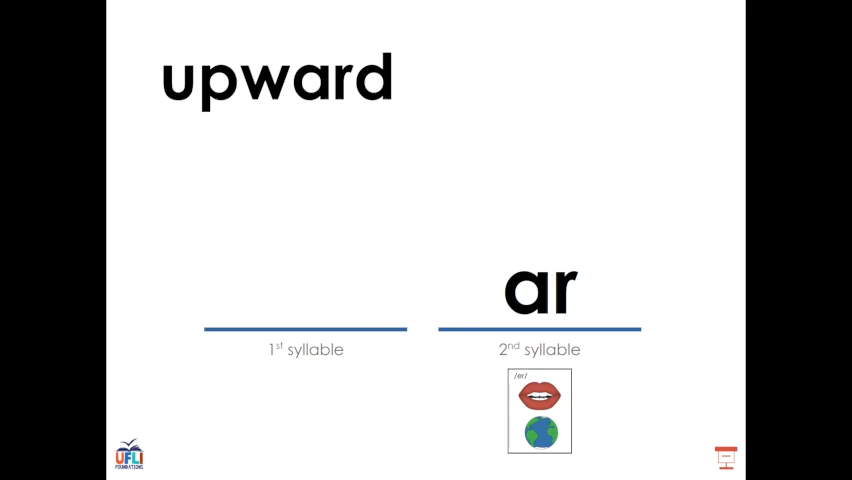 upward
ar
1st syllable
2nd syllable
/er/
UFLI
FOUNDATIONS